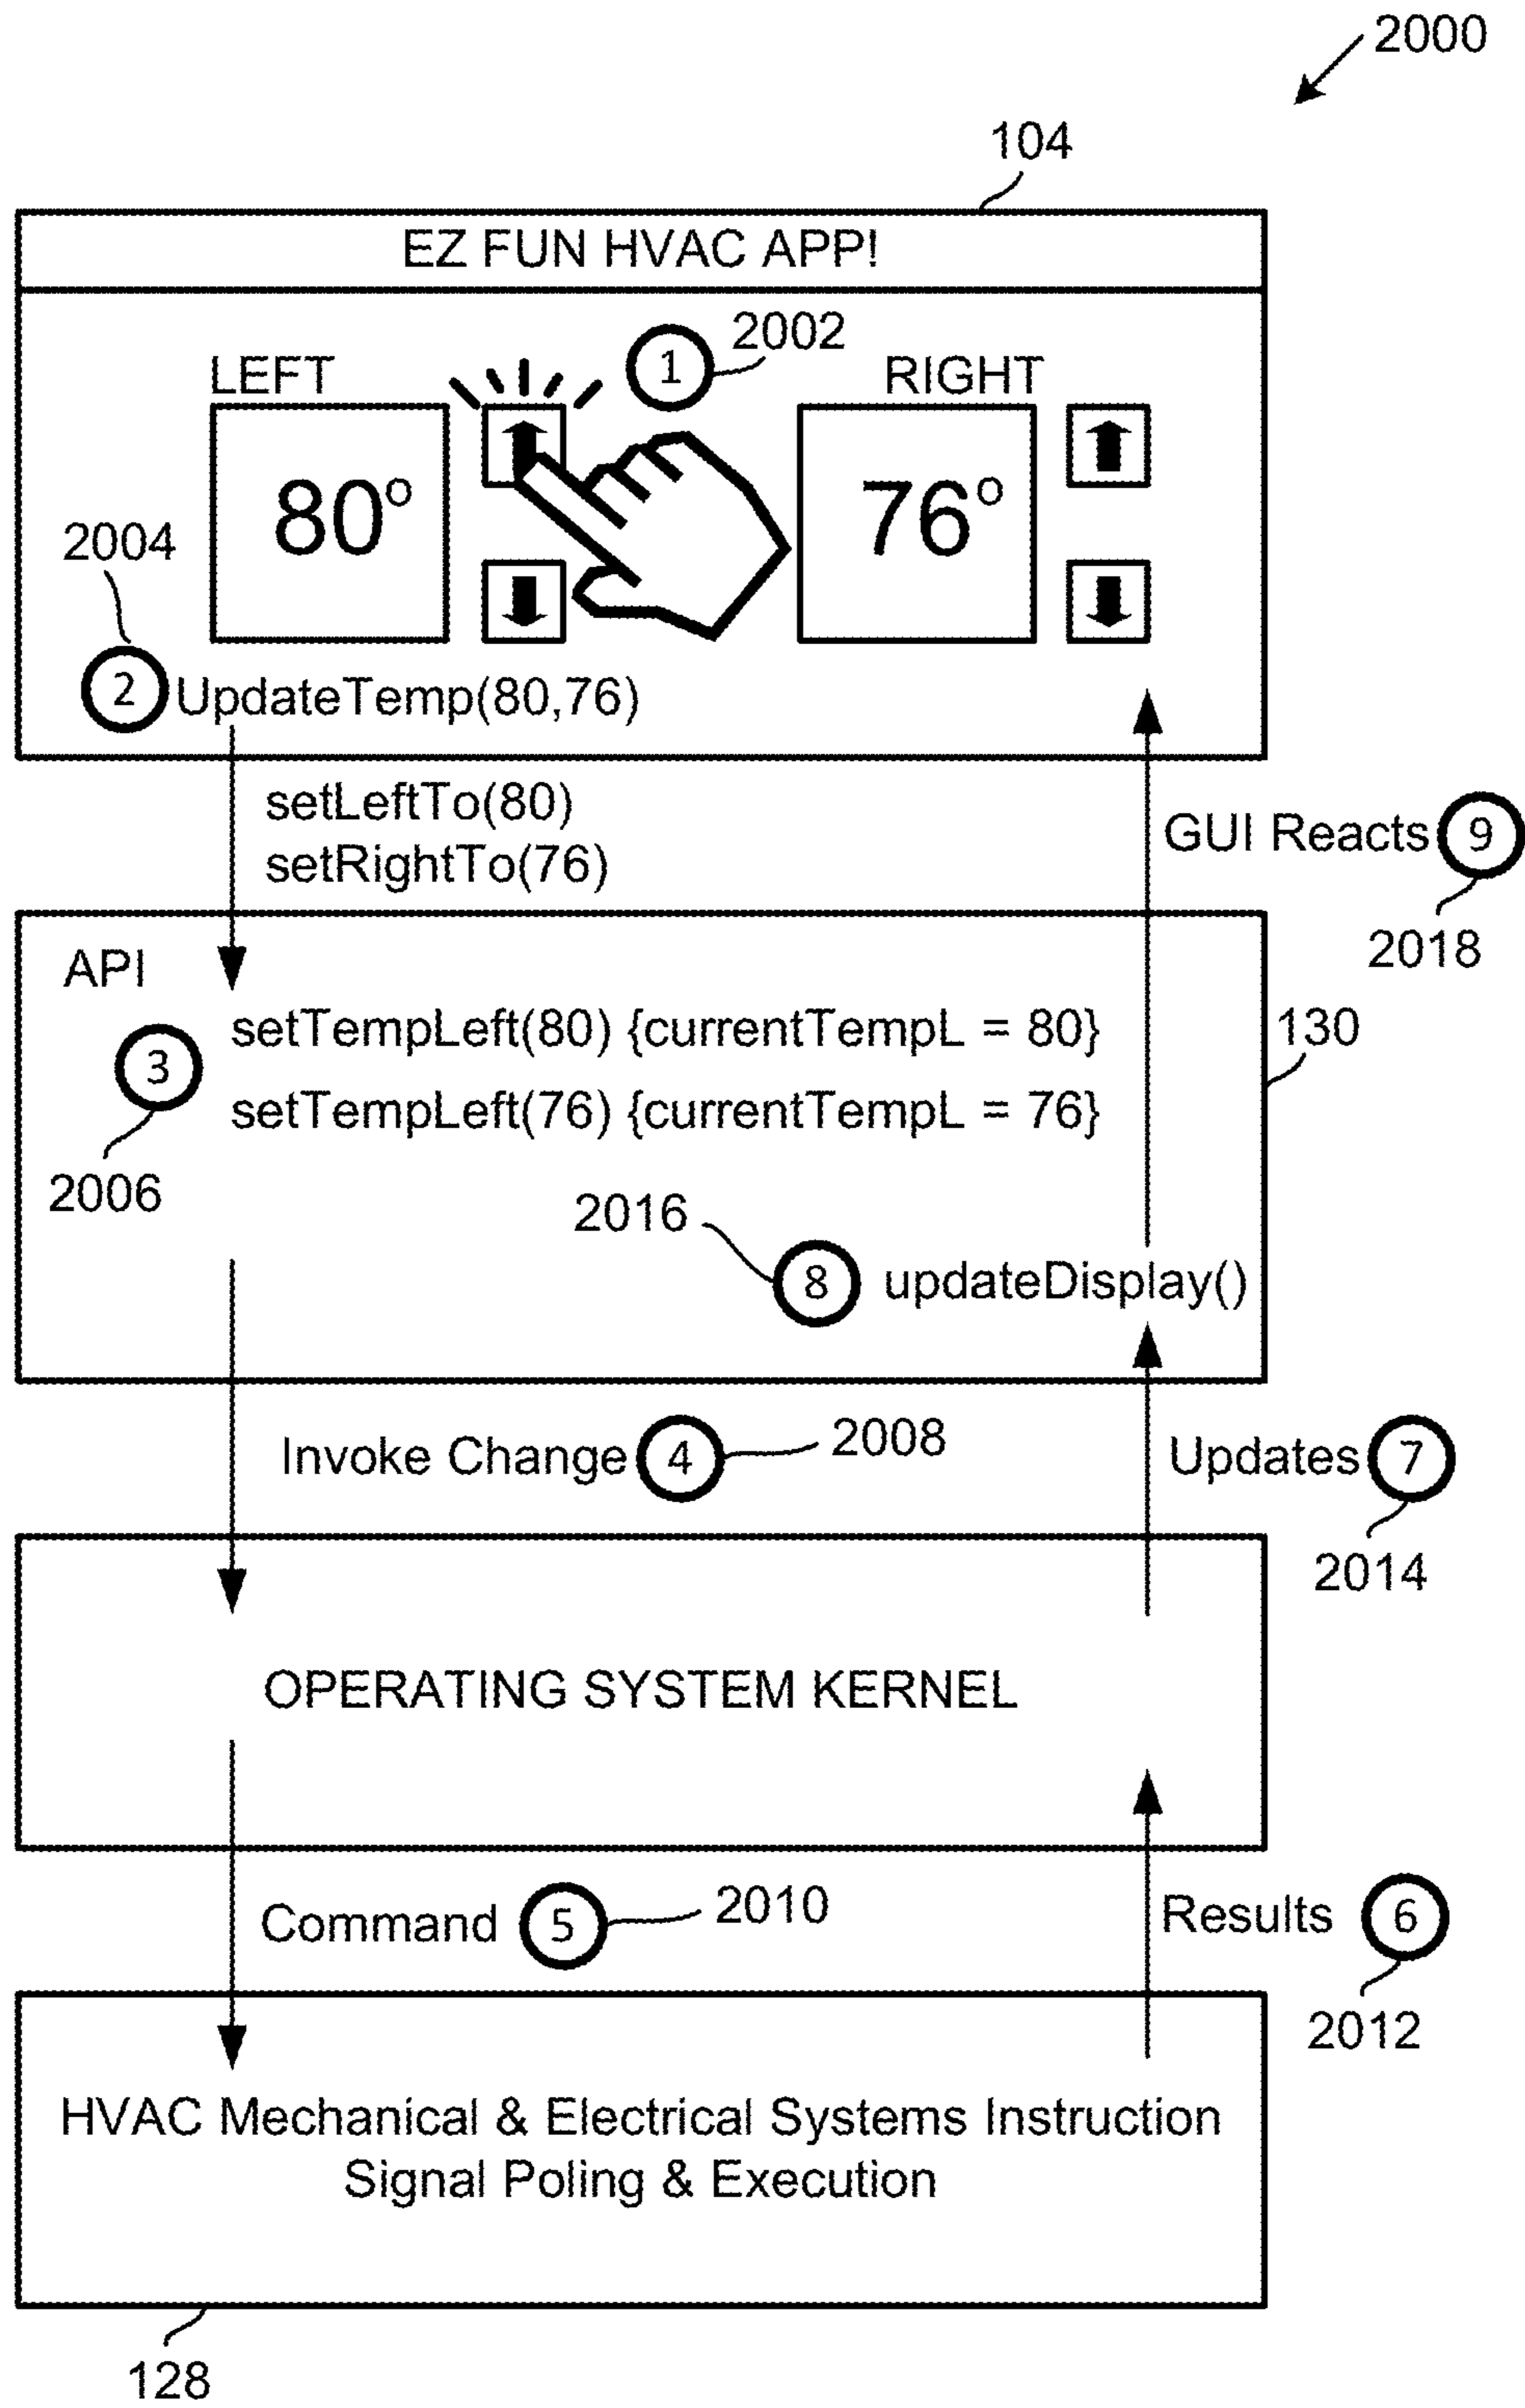 2000
104
EZ FUN HVAC APP!
1 2002
LEFT
RIGHT
80°
76°
2004
2 UpdateTemp(80,76)
setLeftTo(80)
setRightTo(76)
GUI Reacts 9
2018
API
3
setTempLeft(80) {currentTempL = 80}
130
setTempLeft(76) {currentTempL = 76}
2006
2016
8 updateDisplay()
Invoke Change 4 2008
Updates 7
2014
OPERATING SYSTEM KERNEL
Command 5 2010
Results 6
2012
HVAC Mechanical & Electrical Systems Instruction
Signal Poling & Execution
128